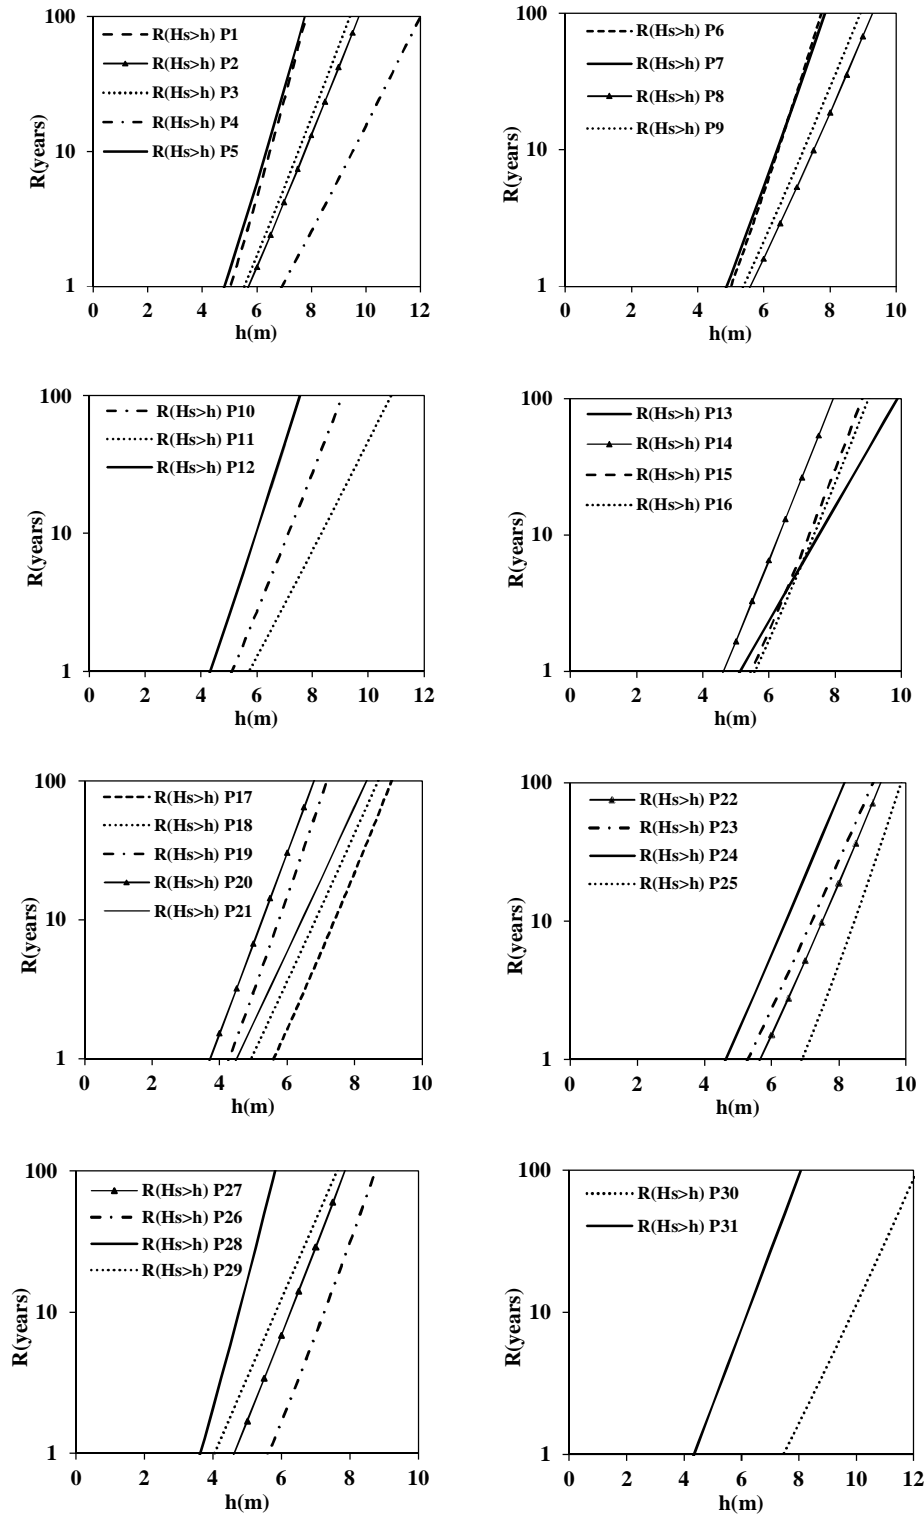 100
10
1
R(years)
R(Hs>h) P1
R(Hs>h) P2
R(Hs>h) P3
R(Hs>h) P4
R(Hs>h) P5
0 2 4 6 8 10 12
h(m)
100
10
1
R(years)
R(Hs>h) P6
R(Hs>h) P7
R(Hs>h) P8
R(Hs>h) P9
0 2 4 6 8 10
h(m)
100
10
1
R(years)
R(Hs>h) P10
R(Hs>h) P11
R(Hs>h) P12
0 2 4 6 8 10 12
h(m)
100
10
1
R(years)
R(Hs>h) P13
R(Hs>h) P14
R(Hs>h) P15
R(Hs>h) P16
0 2 4 6 8 10
h(m)
100
10
1
R(years)
R(Hs>h) P17
R(Hs>h) P18
R(Hs>h) P19
R(Hs>h) P20
R(Hs>h) P21
0 2 4 6 8 10
h(m)
100
10
1
R(years)
R(Hs>h) P22
R(Hs>h) P23
R(Hs>h) P24
R(Hs>h) P25
0 2 4 6 8 10
h(m)
100
10
1
R(years)
R(Hs>h) P27
R(Hs>h) P26
R(Hs>h) P28
R(Hs>h) P29
0 2 4 6 8 10
h(m)
100
10
1
R(years)
R(Hs>h) P30
R(Hs>h) P31
0 2 4 6 8 10 12
h(m)